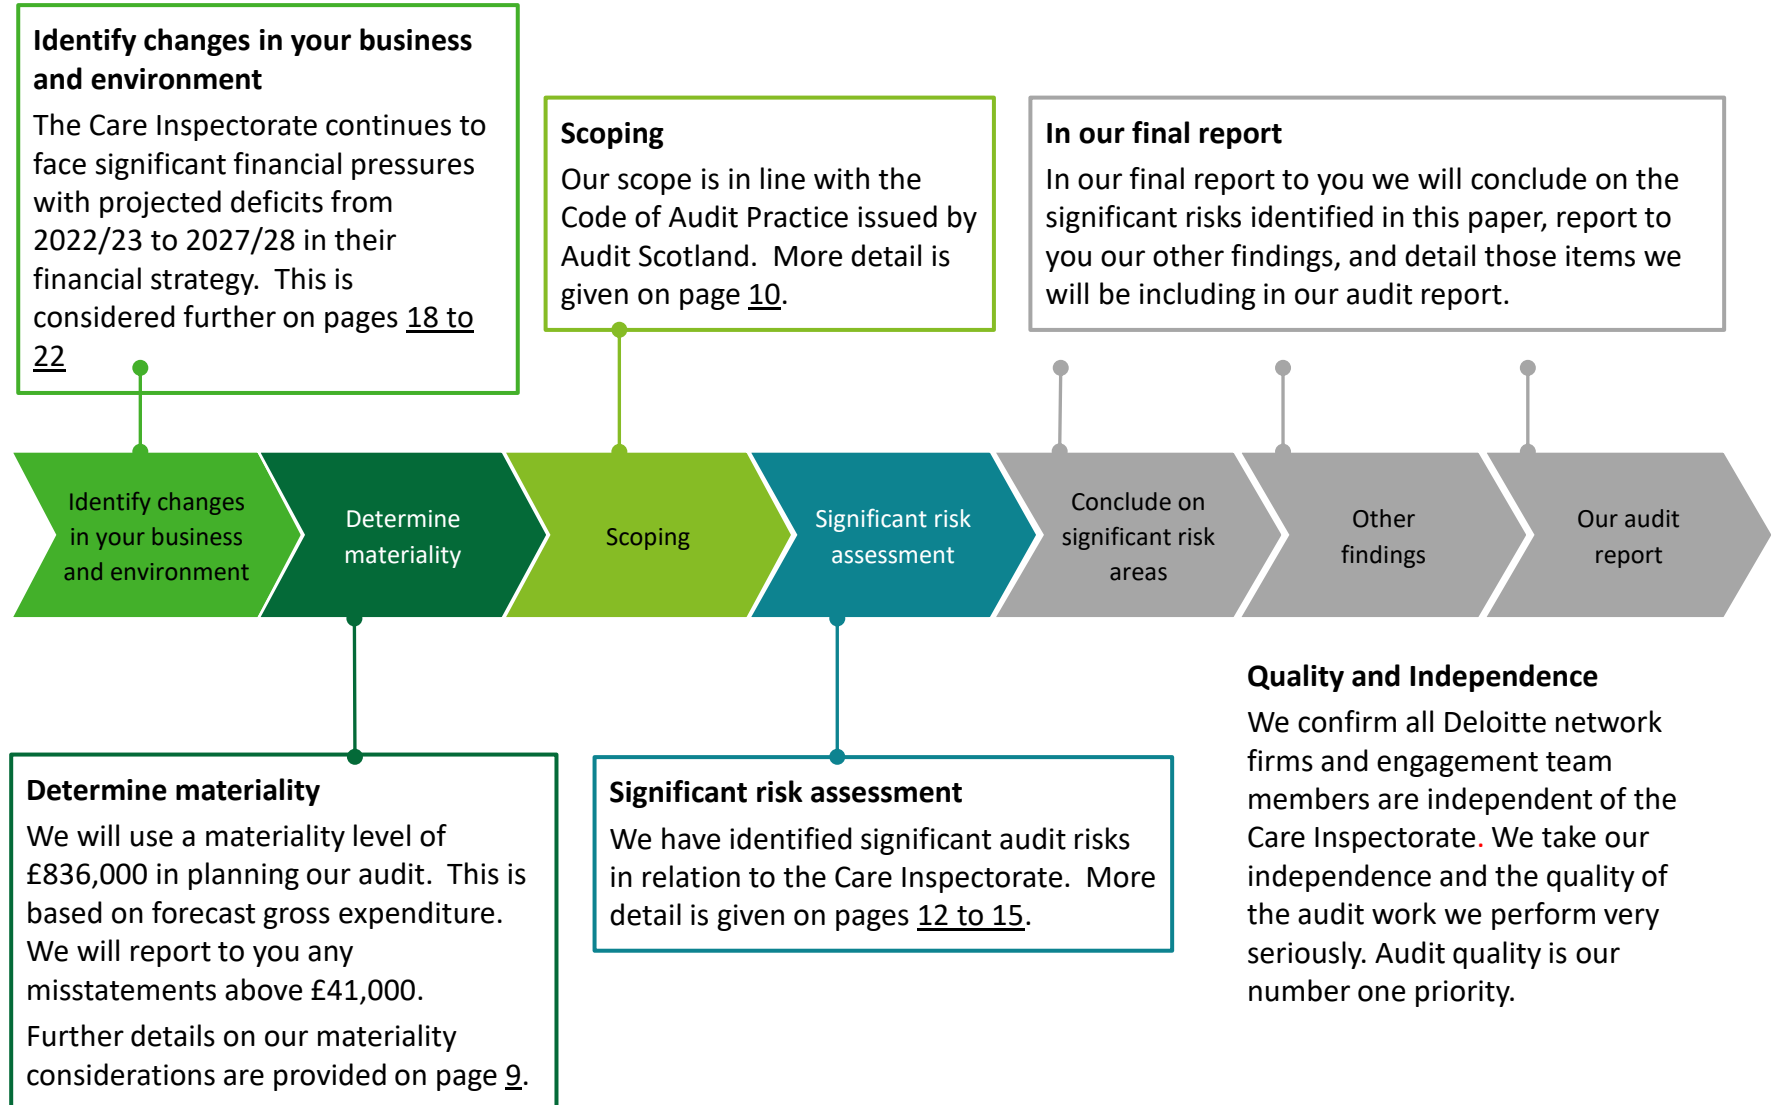 Identify changes in your business
and environment
The Care Inspectorate continues to
face significant financial pressures
with projected deficits from
2022/23 to 2027/28 in their
financial strategy.  This is
considered further on pages 18 to
22
Scoping
Our scope is in line with the
Code of Audit Practice issued by
Audit Scotland.  More detail is
given on page 10.
In our final report
In our final report to you we will conclude on the
significant risks identified in this paper, report to
you our other findings, and detail those items we
will be including in our audit report.
Identify changes
in your business
and environment
Determine
materiality
Scoping
Significant risk
assessment
Conclude on
significant risk
areas
Other
findings
Our audit
report
Determine materiality
We will use a materiality level of
£836,000 in planning our audit.  This is
based on forecast gross expenditure.
We will report to you any
misstatements above £41,000.
Further details on our materiality
considerations are provided on page 9.
Significant risk assessment
We have identified significant audit risks
in relation to the Care Inspectorate.  More
detail is given on pages 12 to 15.
Quality and Independence
We confirm all Deloitte network
firms and engagement team
members are independent of the
Care Inspectorate. We take our
independence and the quality of
the audit work we perform very
seriously. Audit quality is our
number one priority.